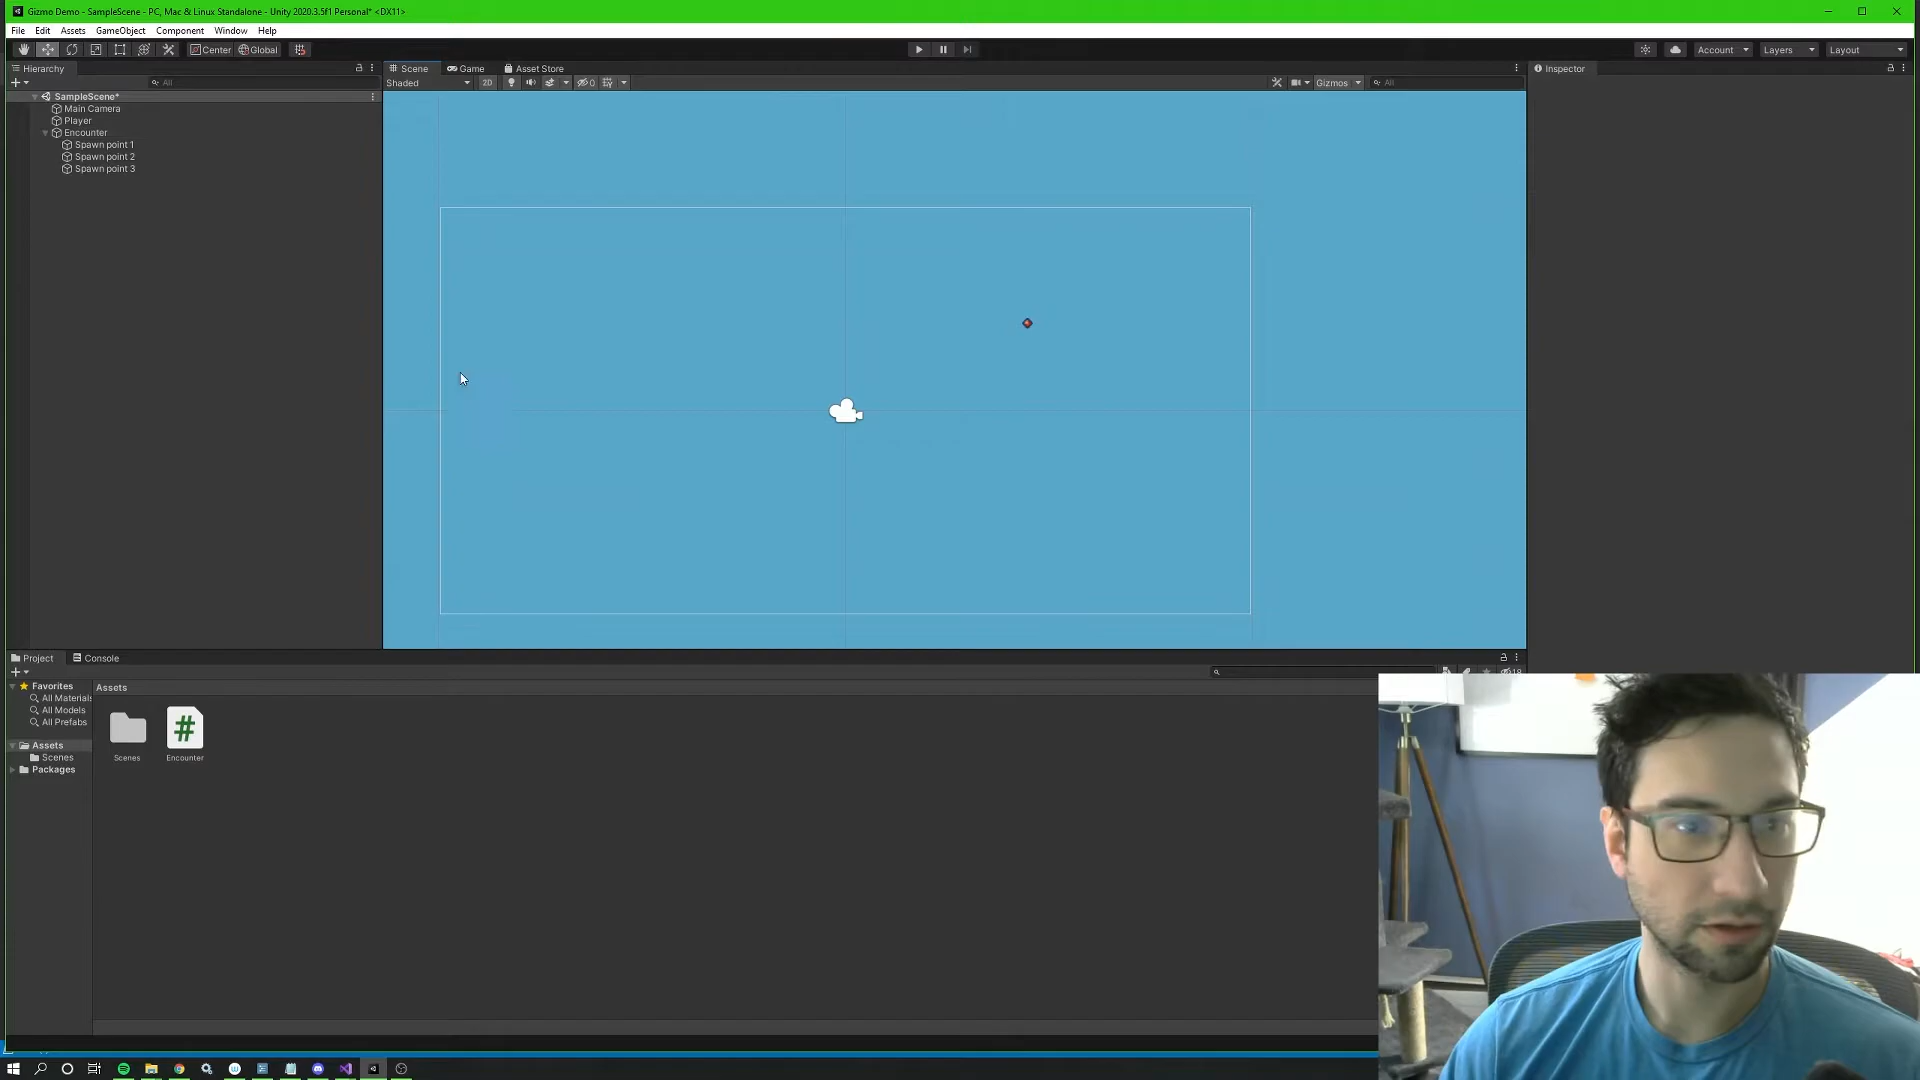 Gizmo Demo - SampleScene - PC, Mac & Linux Standalone - Unity 2020.3.5f1 Personal* <DX11>
File Edit Assets GameObject Component Window Help
Center Global Account Layers Layout
Hierarchy
All
SampleScene*
Main Camera
Player
Encounter
Spawn point 1
Spawn point 2
Spawn point 3
Scene Game Asset Store
Shaded 2D 0 Gizmos All
Inspector
Project Console
Favorites
All Materials
All Models
All Prefabs
Assets
Scenes
Packages
Assets
Scenes
#
Encounter